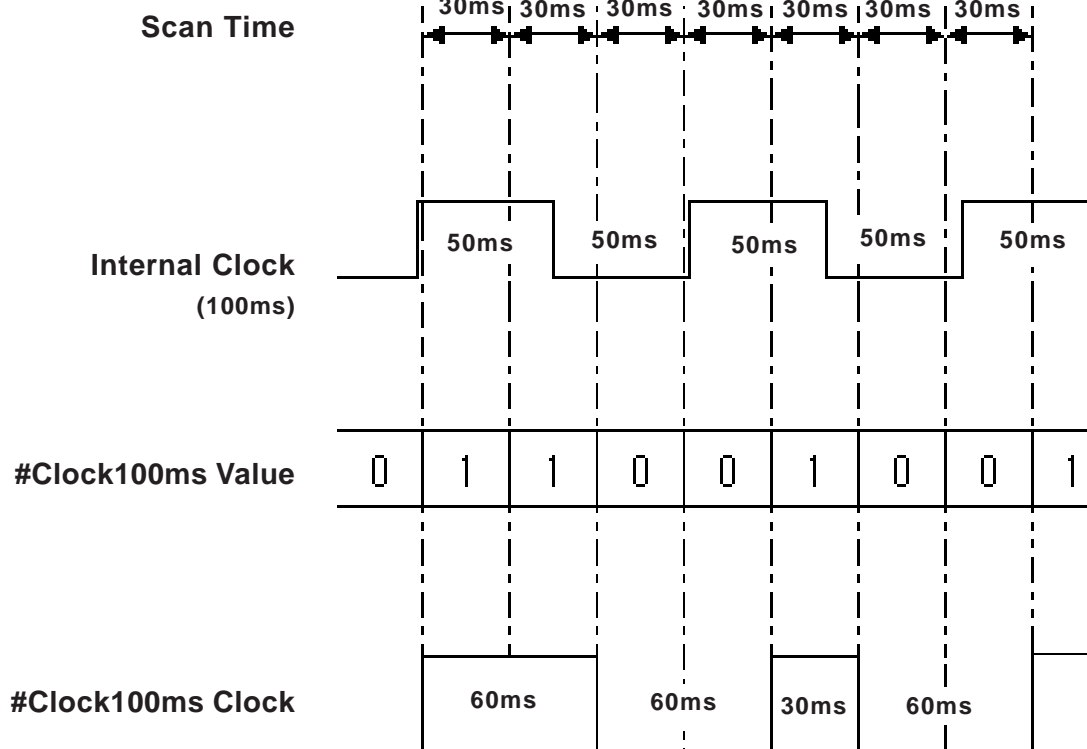 30ms 30ms 30ms 30ms 30ms 30ms 30ms
Scan Time
50ms 50ms 50ms 50ms 50ms
Internal Clock
(100ms)
#Clock100ms Value 0 1 1 0 0 1 0 0 1
#Clock100ms Clock 60ms 60ms 30ms 60ms